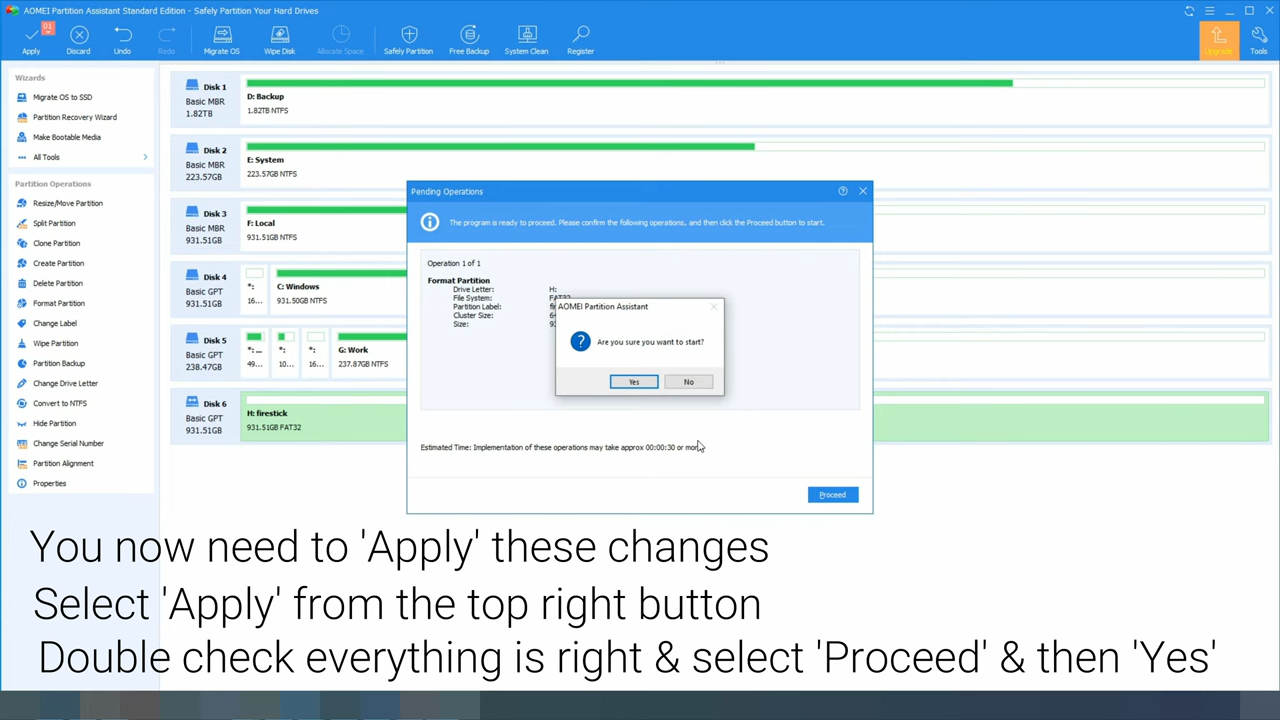 AOMEI Partition Assistant Standard Edition - Safely Partition Your Hard Drives
01
Apply Discard Undo Redo Migrate OS Wipe Disk Allocate Space Safely Partition Free Backup System Clean Register Upgrade Tools
Wizards
Migrate OS to SSD
Partition Recovery Wizard
Make Bootable Media
All Tools
Partition Operations
Resize/Move Partition
Split Partition
Clone Partition
Create Partition
Delete Partition
Format Partition
Change Label
Wipe Partition
Partition Backup
Change Drive Letter
Convert to NTFS
Hide Partition
Change Serial Number
Partition Alignment
Properties
Disk 1
Basic MBR
1.82TB
D: Backup
1.82TB NTFS
Disk 2
Basic MBR
223.57GB
E: System
223.57GB NTFS
Disk 3
Basic MBR
931.51GB
F: Local
931.51GB NTFS
Disk 4
Basic GPT
931.51GB
*:
16...
C: Windows
931.50GB NTFS
Disk 5
Basic GPT
238.47GB
*:...
49...
*:
10...
*:
16...
G: Work
237.87GB NTFS
Disk 6
Basic GPT
931.51GB
H: firestick
931.51GB FAT32
Pending Operations
The program is ready to proceed. Please confirm the following operations, and then click the Proceed button to start.
Operation 1 of 1
Format Partition
Drive Letter: H:
File System: FAT32
Partition Label:
Cluster Size:
Size:
AOMEI Partition Assistant
Are you sure you want to start?
Yes No
Estimated Time: Implementation of these operations may take approx 00:00:30 or more
Proceed
You now need to 'Apply' these changes
Select 'Apply' from the top right button
Double check everything is right & select 'Proceed' & then 'Yes'